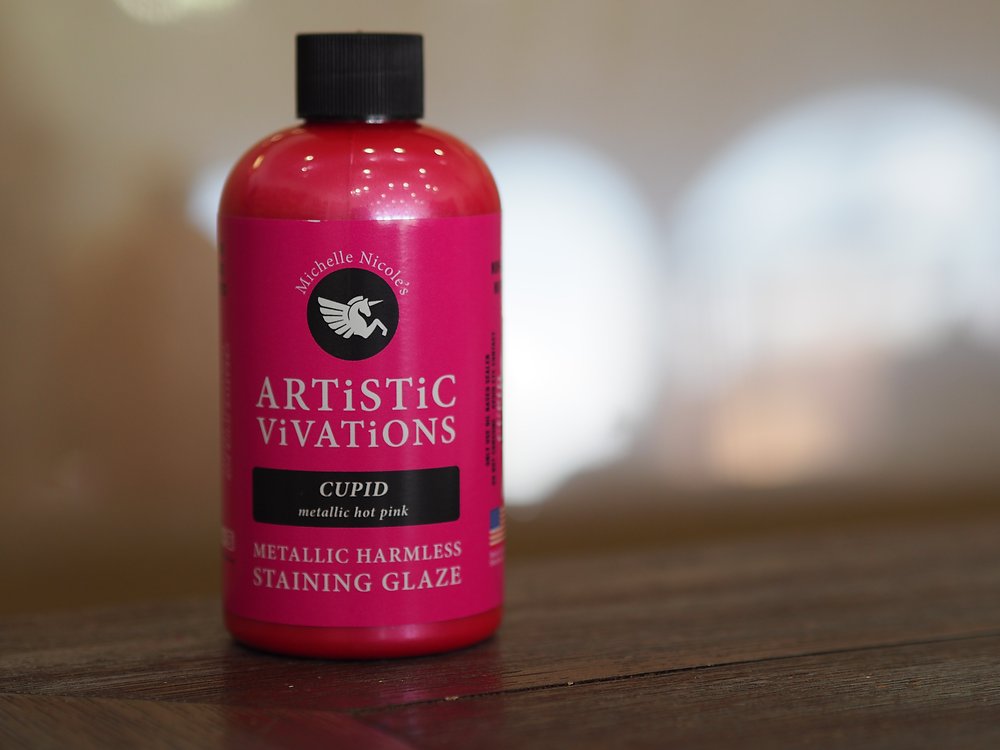 Michelle Nicole's
ARTiSTiC
ViVATiONS
CUPID
metallic hot pink
METALLIC HARMLESS
STAINING GLAZE